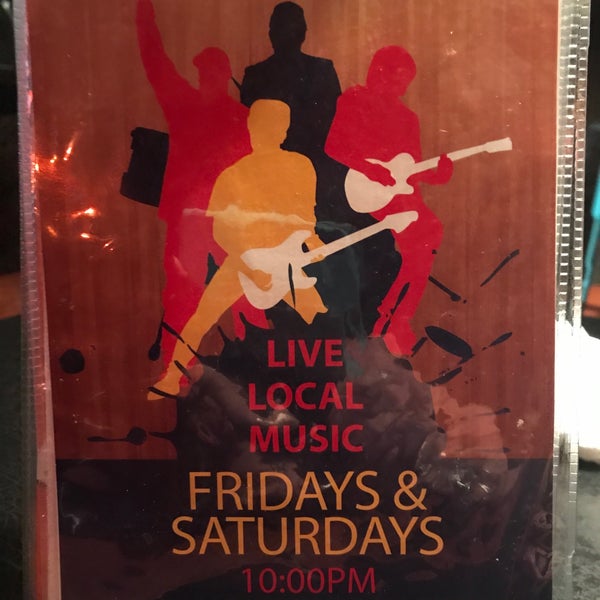 LIVE
LOCAL
MUSIC
FRIDAYS &
SATURDAYS
10:00PM